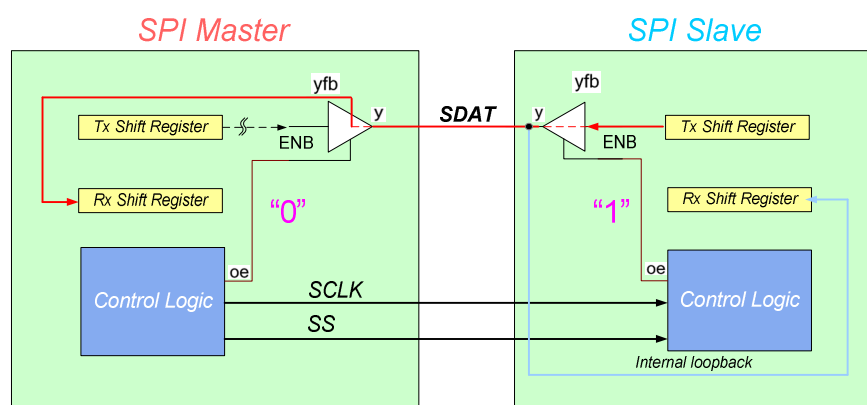 SPI Master
SPI Slave
yfb
yfb
Tx Shift Register
y
SDAT
y
Tx Shift Register
ENB
ENB
Rx Shift Register
Rx Shift Register
“0”
“1”
oe
oe
Control Logic
SCLK
Control Logic
SS
Internal loopback